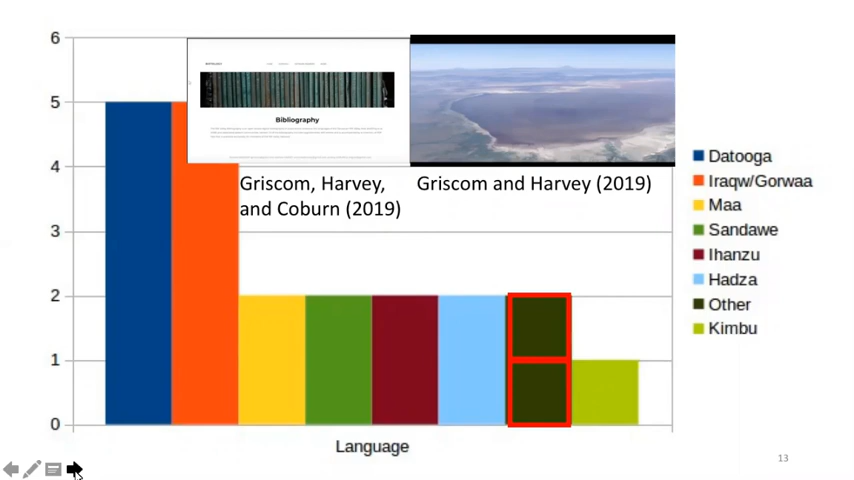 6
5
4
3
2
1
0
Bibliography
Griscom, Harvey,
and Coburn (2019)
Griscom and Harvey (2019)
Datooga
Iraqw/Gorwaa
Maa
Sandawe
Ihanzu
Hadza
Other
Kimbu
Language
13